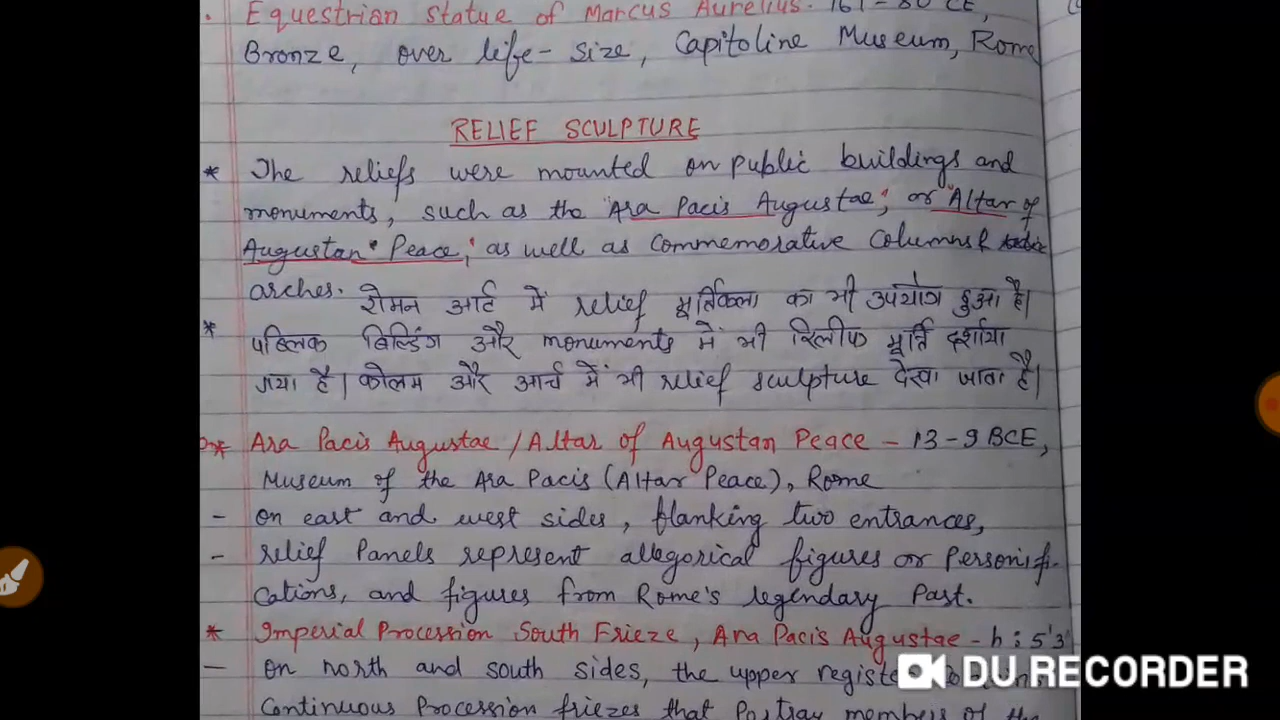 . Equestrian statue of Marcus Aurelius. 161-80 CE,
Bronze, over life-size, Capitoline Museum, Rome
RELIEF SCULPTURE
* The reliefs were mounted on public buildings and
monuments, such as the "Ara Pacis Augustae", or "Altar of
Augustan Peace", as well as commemorative columns &
arches. रोमन आर्ट में relief मूर्तिकला का भी उपयोग हुआ है।
* पब्लिक बिल्डिंग और monuments में भी रिलीफ मूर्ति दर्शाया
गया है। कोलम और आर्च में भी relief sculpture देखा जाता है।
* Ara Pacis Augustae / Altar of Augustan Peace - 13-9 BCE,
Museum of the Ara Pacis (Altar Peace), Rome
- on east and west sides, flanking two entrances,
- relief Panels represent allegorical figures or Personifi-
cations, and figures from Rome's legendary Past.
* Imperial Procession South Frieze, Ara Pacis Augustae - h: 5'3
- on north and south sides, the upper
continuous Procession friezes that Portray members of the
DU RECORDER